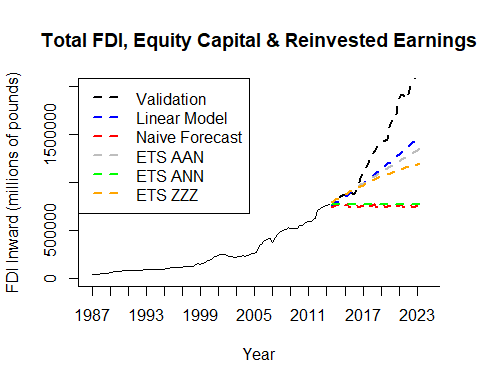 Total FDI, Equity Capital & Reinvested Earnings
FDI Inward (millions of pounds)
1500000
500000
0
Validation
Linear Model
Naive Forecast
ETS AAN
ETS ANN
ETS ZZZ
1987 1993 1999 2005 2011 2017 2023
Year